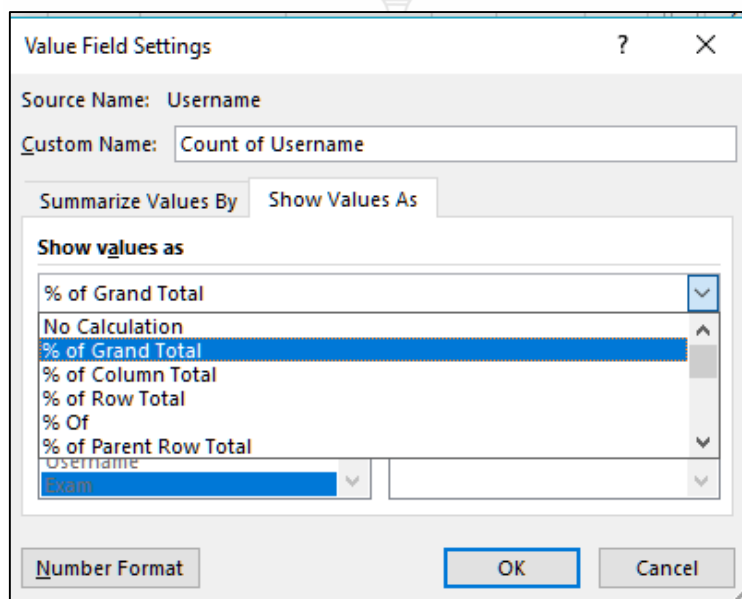 Value Field Settings ?
Source Name: Username
Custom Name: Count of Username
Summarize Values By Show Values As
Show values as
% of Grand Total
No Calculation
% of Grand Total
% of Column Total
% of Row Total
% Of
% of Parent Row Total
Username
Exam
Number Format OK Cancel